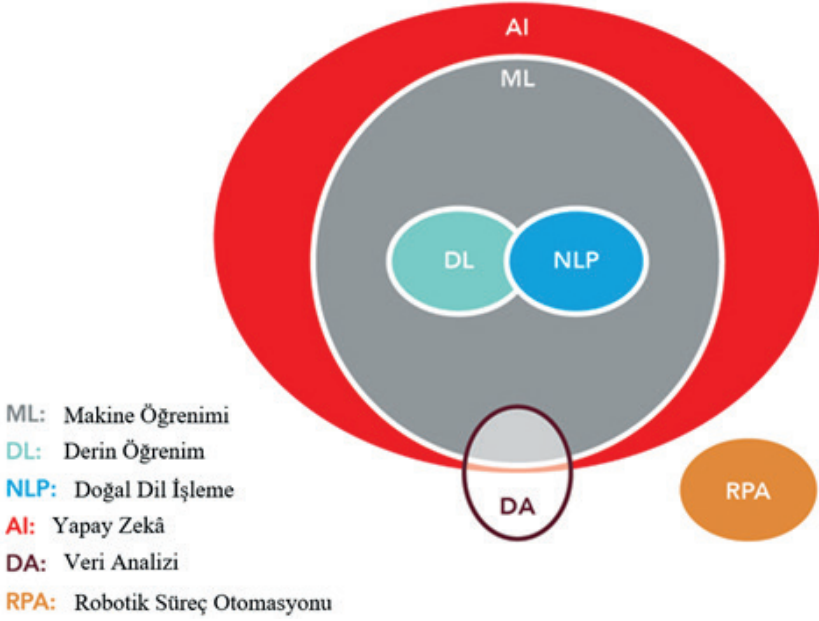 AI
ML
DL
NLP
DA
RPA
ML: Makine Öğrenimi
DL: Derin Öğrenim
NLP: Doğal Dil İşleme
AI: Yapay Zekâ
DA: Veri Analizi
RPA: Robotik Süreç Otomasyonu